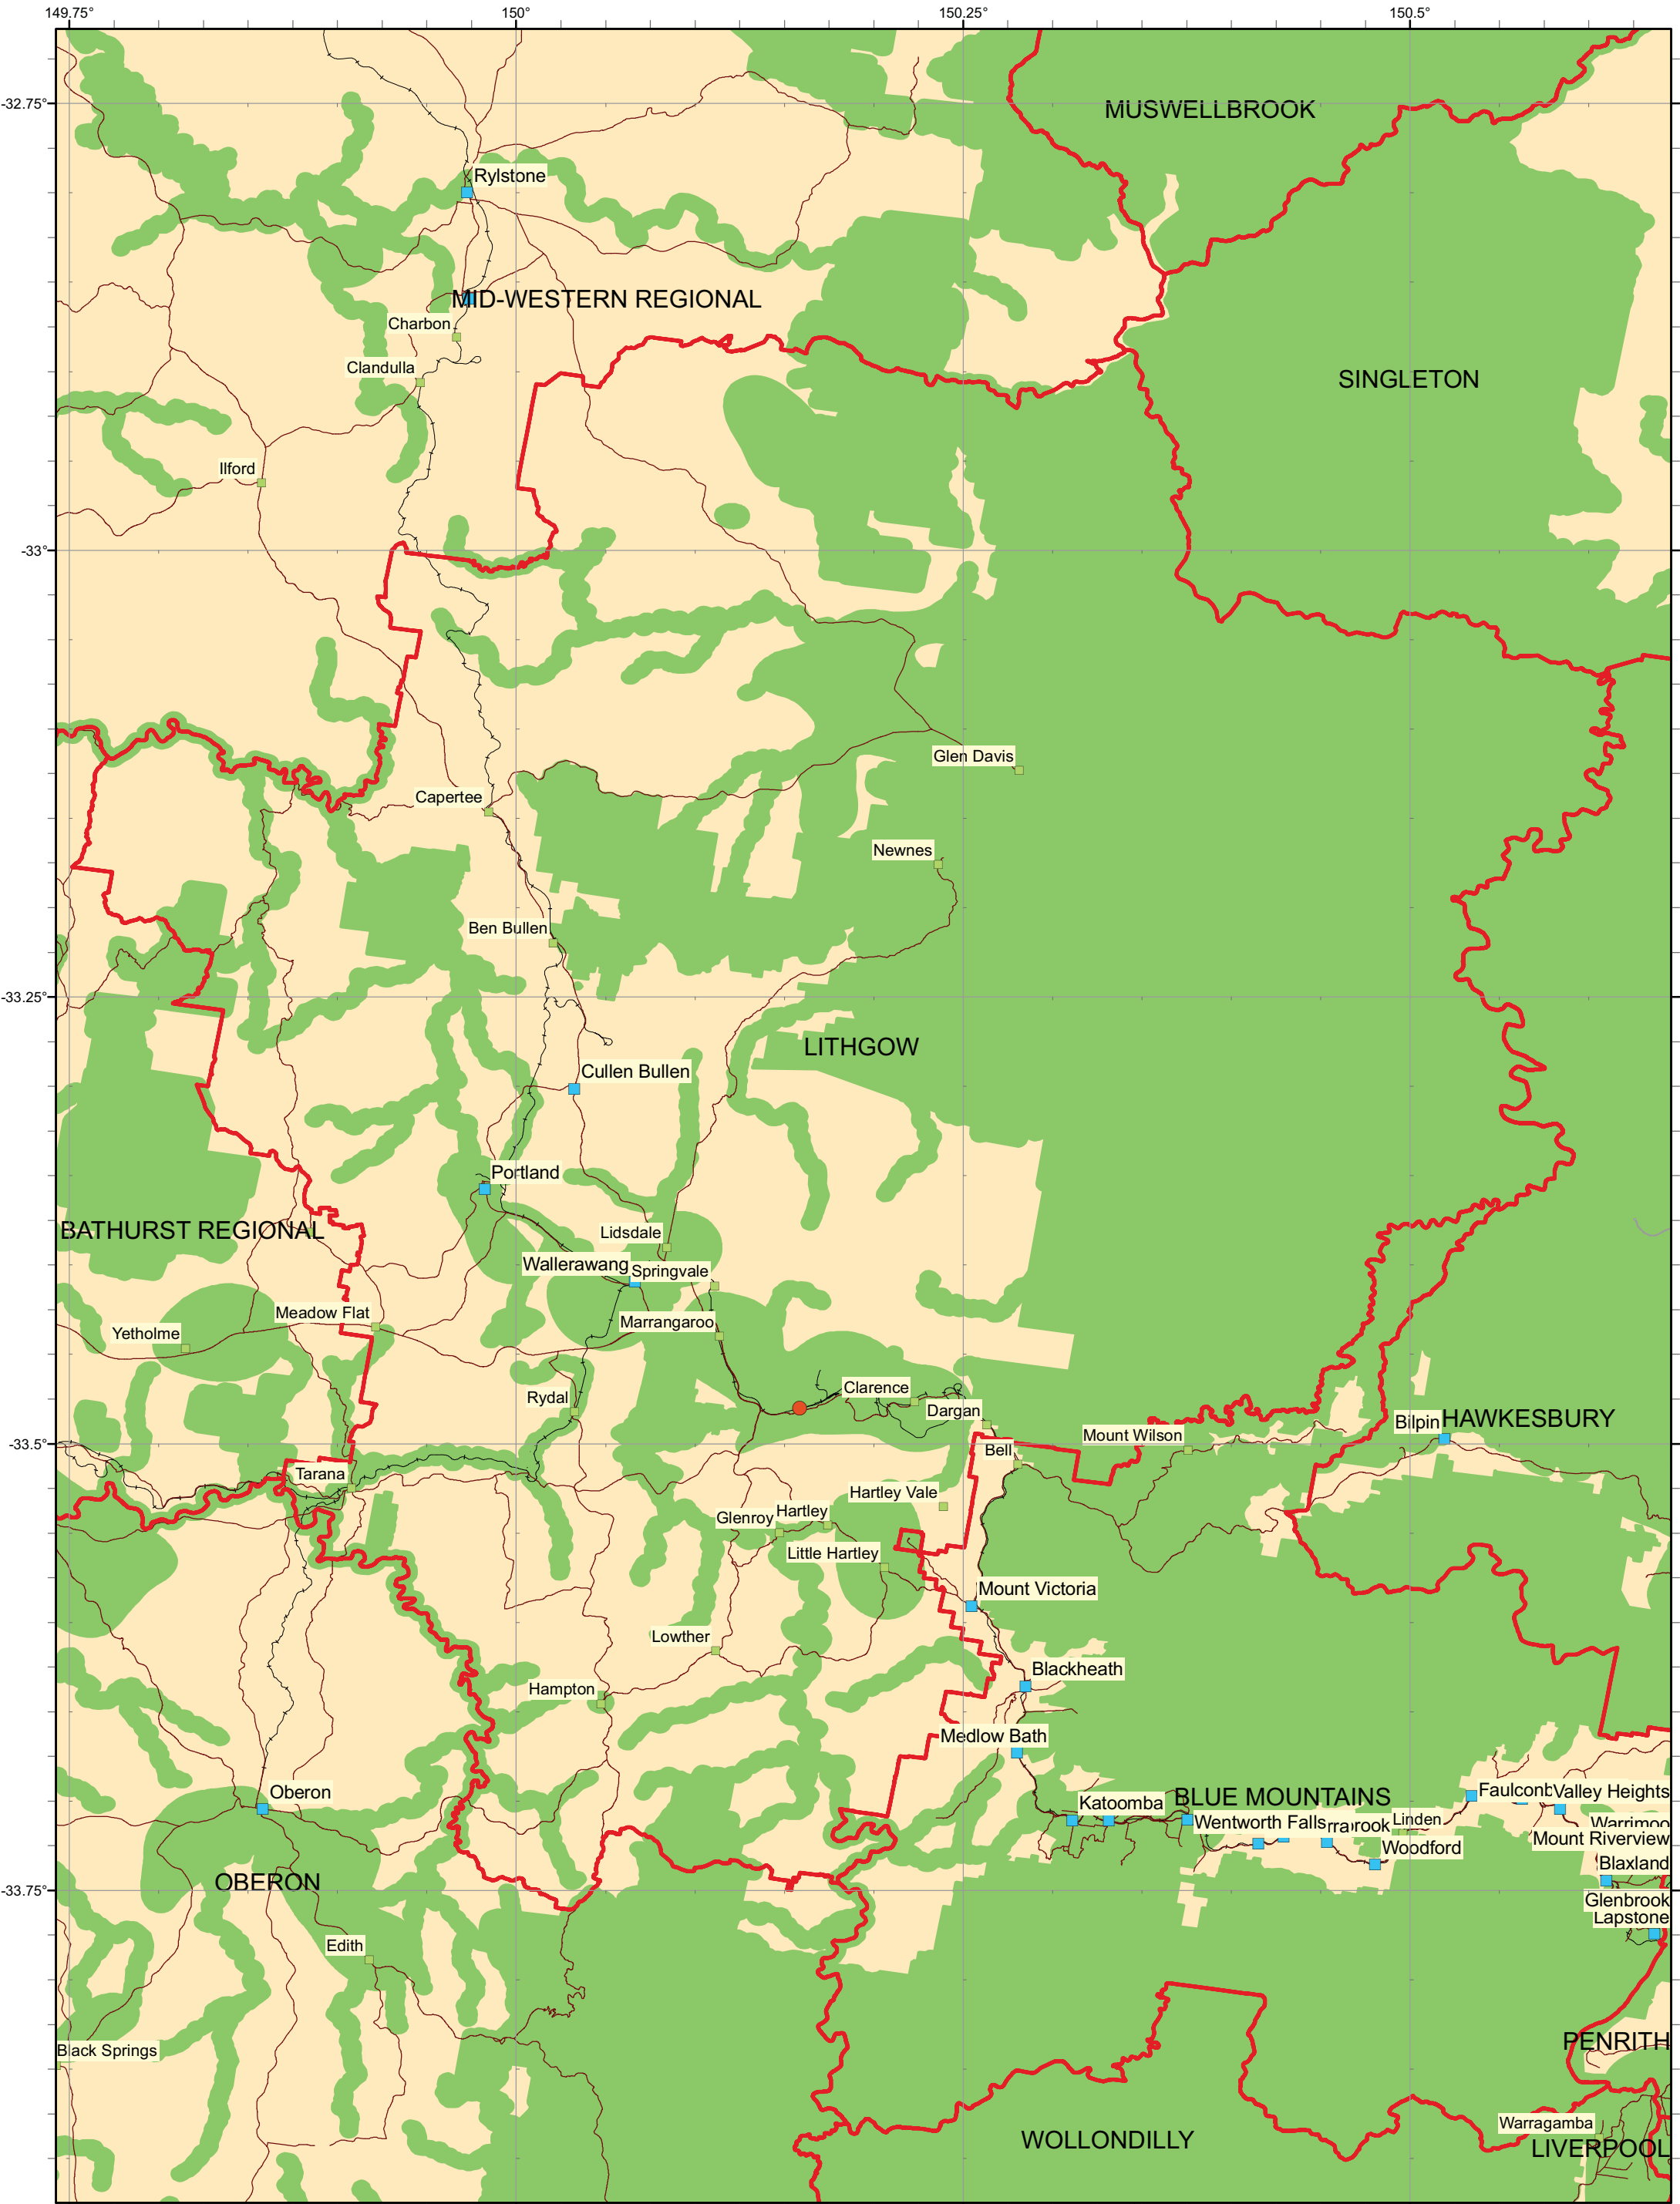 149.75°
150°
150.25°
150.5°
-32.75°
MUSWELLBROOK
Rylstone
MID-WESTERN REGIONAL
Charbon
Clandulla
SINGLETON
Ilford
-33°
Glen Davis
Capertee
Newnes
Ben Bullen
-33.25°
LITHGOW
Cullen Bullen
Portland
BATHURST REGIONAL
Lidsdale
Wallerawang
Springvale
Meadow Flat
Marrangaroo
Yetholme
Clarence
Rydal
Dargan
Bilpin
HAWKESBURY
Mount Wilson
-33.5°
Bell
Tarana
Hartley Vale
Hartley
Glenroy
Little Hartley
Mount Victoria
Lowther
Blackheath
Hampton
Medlow Bath
Oberon
Faulconb
Valley Heights
BLUE MOUNTAINS
Katoomba
Wentworth Falls
Linden
Warrimoo
Mount Riverview
Woodford
Blaxland
OBERON
-33.75°
Glenbrook
Lapstone
Edith
PENRITH
Black Springs
Warragamba
WOLLONDILLY
LIVERPOOL